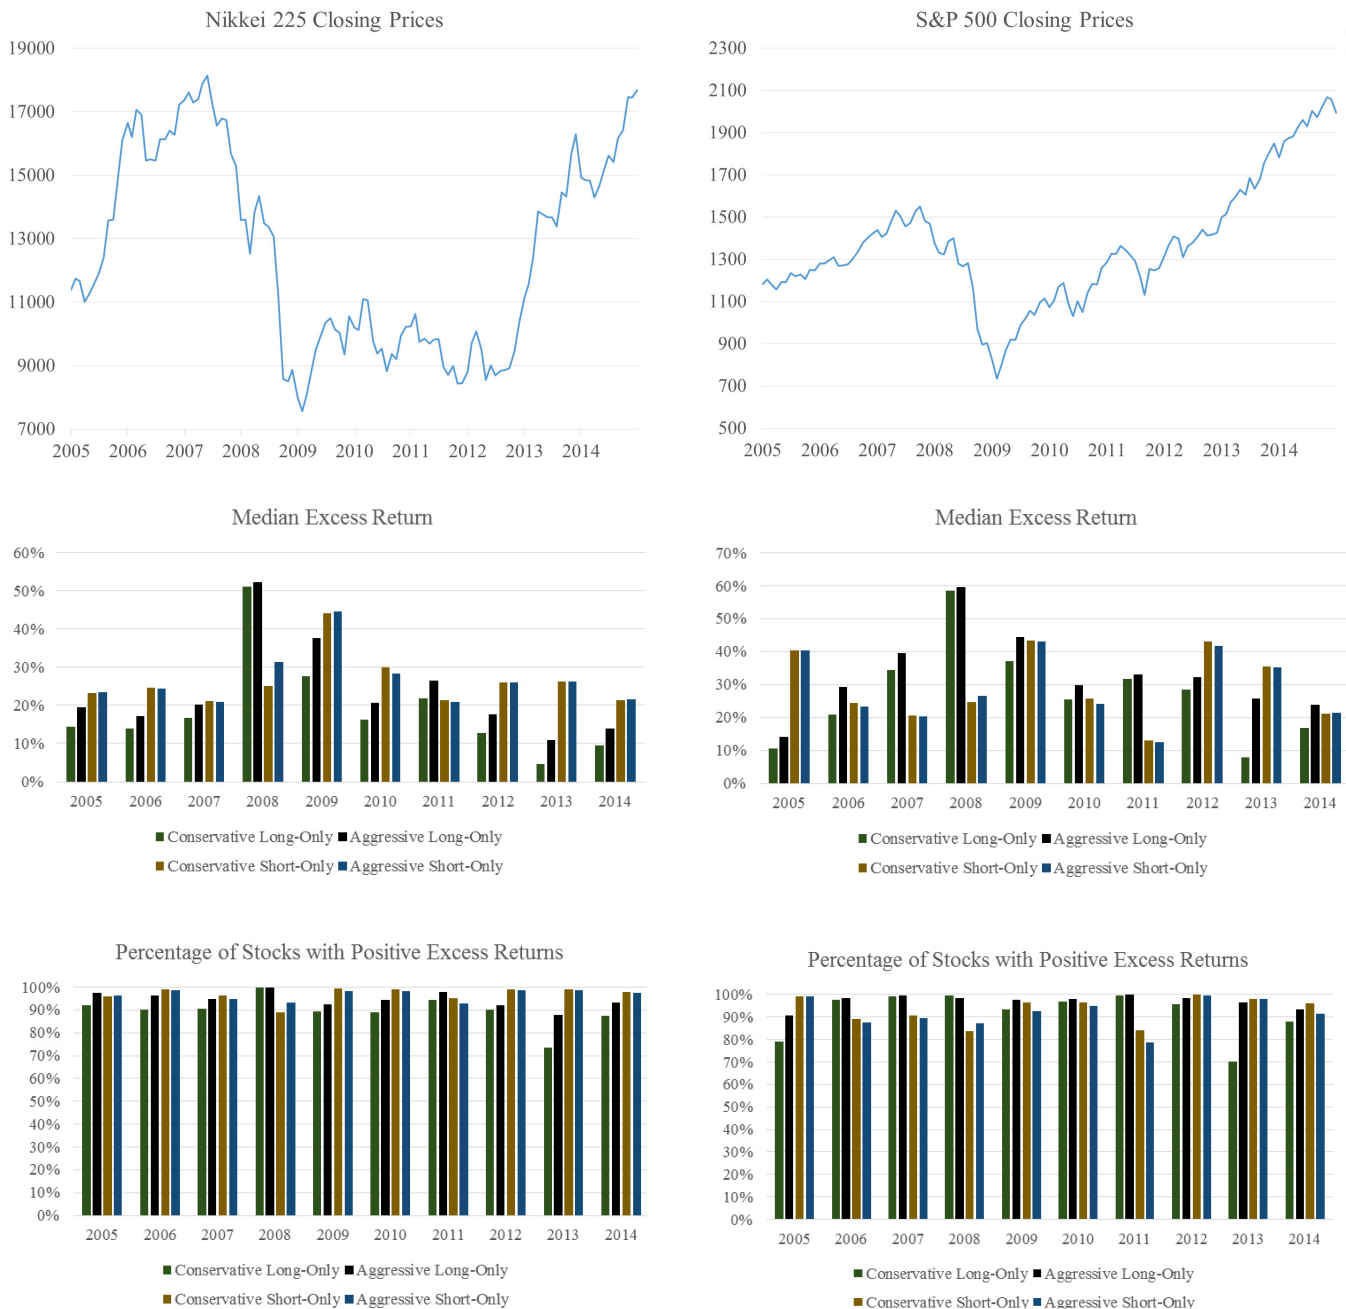 Nikkei 225 Closing Prices
19000
17000
15000
13000
11000
9000
7000
2005 2006 2007 2008 2009 2010 2011 2012 2013 2014
S&P 500 Closing Prices
2300
2100
1900
1700
1500
1300
1100
900
700
500
2005 2006 2007 2008 2009 2010 2011 2012 2013 2014
Median Excess Return
60%
50%
40%
30%
20%
10%
0%
2005 2006 2007 2008 2009 2010 2011 2012 2013 2014
Conservative Long-Only Aggressive Long-Only
Conservative Short-Only Aggressive Short-Only
Median Excess Return
70%
60%
50%
40%
30%
20%
10%
0%
2005 2006 2007 2008 2009 2010 2011 2012 2013 2014
Conservative Long-Only Aggressive Long-Only
Conservative Short-Only Aggressive Short-Only
Percentage of Stocks with Positive Excess Returns
100%
90%
80%
70%
60%
50%
40%
30%
20%
10%
0%
2005 2006 2007 2008 2009 2010 2011 2012 2013 2014
Conservative Long-Only Aggressive Long-Only
Conservative Short-Only Aggressive Short-Only
Percentage of Stocks with Positive Excess Returns
100%
90%
80%
70%
60%
50%
40%
30%
20%
10%
0%
2005 2006 2007 2008 2009 2010 2011 2012 2013 2014
Conservative Long-Only Aggressive Long-Only
Conservative Short-Only Aggressive Short-Only